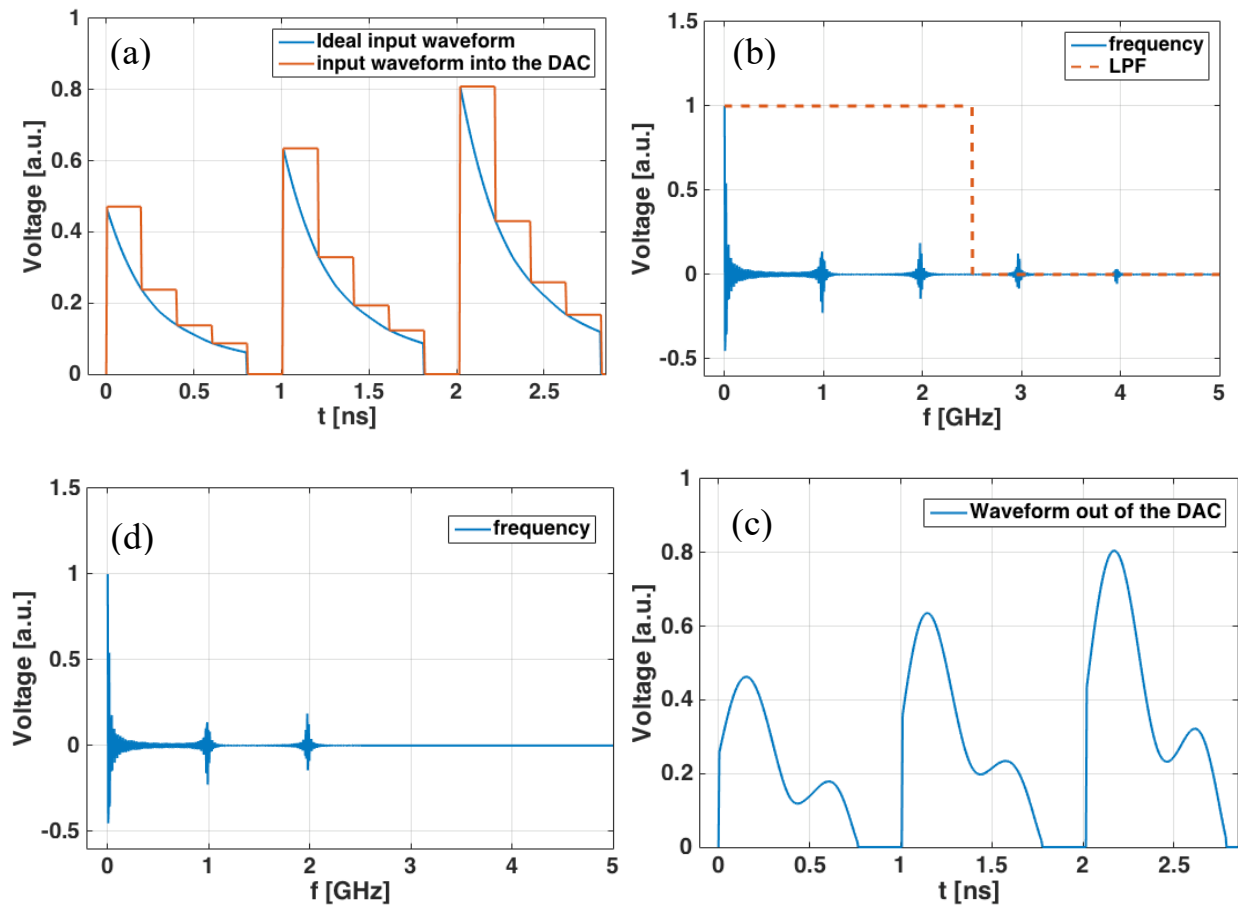 (a)
Ideal input waveform
input waveform into the DAC
Voltage [a.u.]
1
0.8
0.6
0.4
0.2
0
0
0.5
1
1.5
2
2.5
t [ns]
(b)
frequency
LPF
Voltage [a.u.]
1.5
1
0.5
0
-0.5
0
1
2
3
4
5
f [GHz]
(d)
frequency
Voltage [a.u.]
1.5
1
0.5
0
-0.5
0
1
2
3
4
5
f [GHz]
(c)
Waveform out of the DAC
Voltage [a.u.]
1
0.8
0.6
0.4
0.2
0
0
0.5
1
1.5
2
2.5
t [ns]